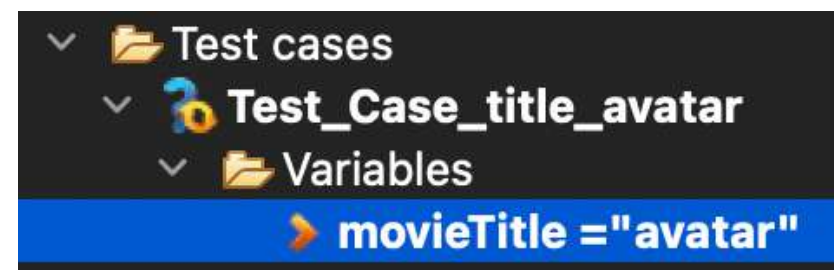 Test cases
Test_Case_title_avatar
Variables
movieTitle ="avatar"